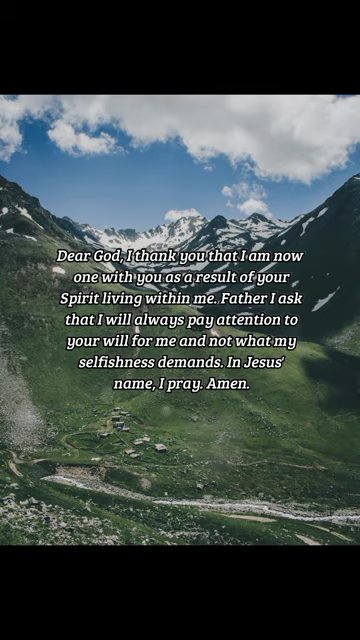 Dear God, I thank you that I am now
one with you as a result of your
Spirit living within me. Father I ask
that I will always pay attention to
your will for me and not what my
selfishness demands. In Jesus'
name, I pray. Amen.